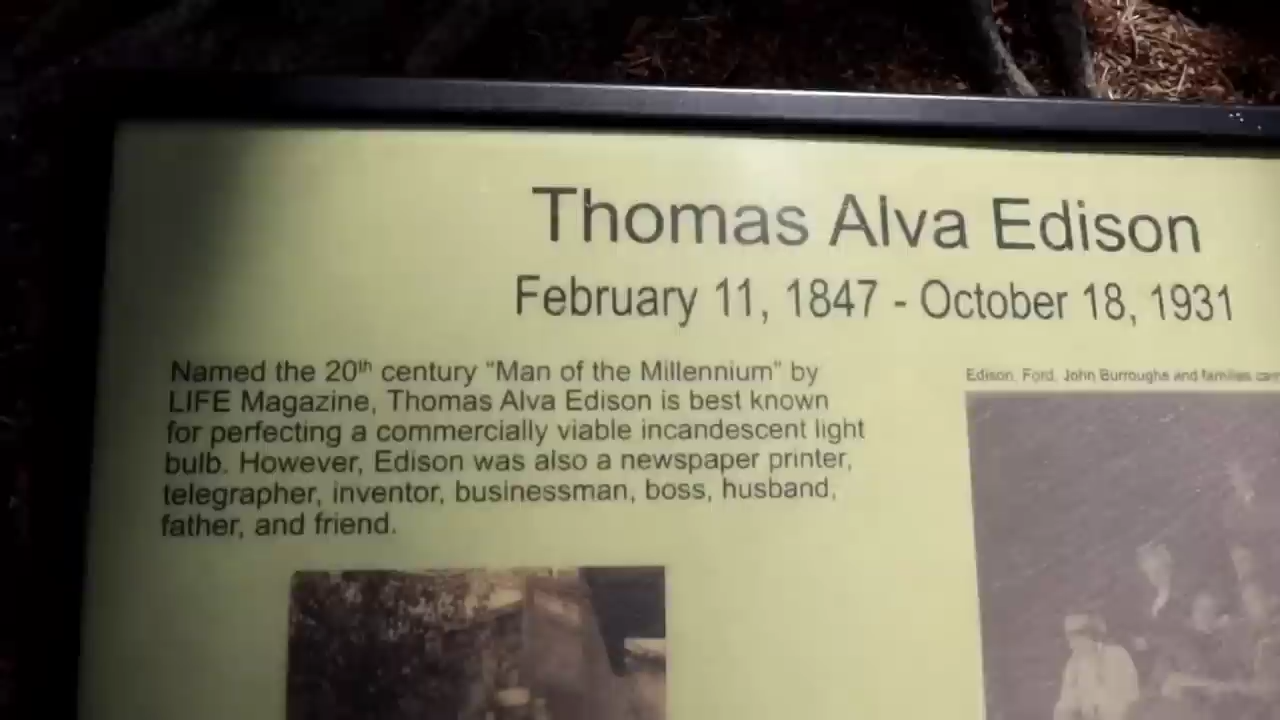 Thomas Alva Edison
February 11, 1847 - October 18, 1931
Named the 20th century “Man of the Millennium” by
LIFE Magazine, Thomas Alva Edison is best known
for perfecting a commercially viable incandescent light
bulb. However, Edison was also a newspaper printer,
telegrapher, inventor, businessman, boss, husband,
father, and friend.
Edison, Ford, John Burroughs and families